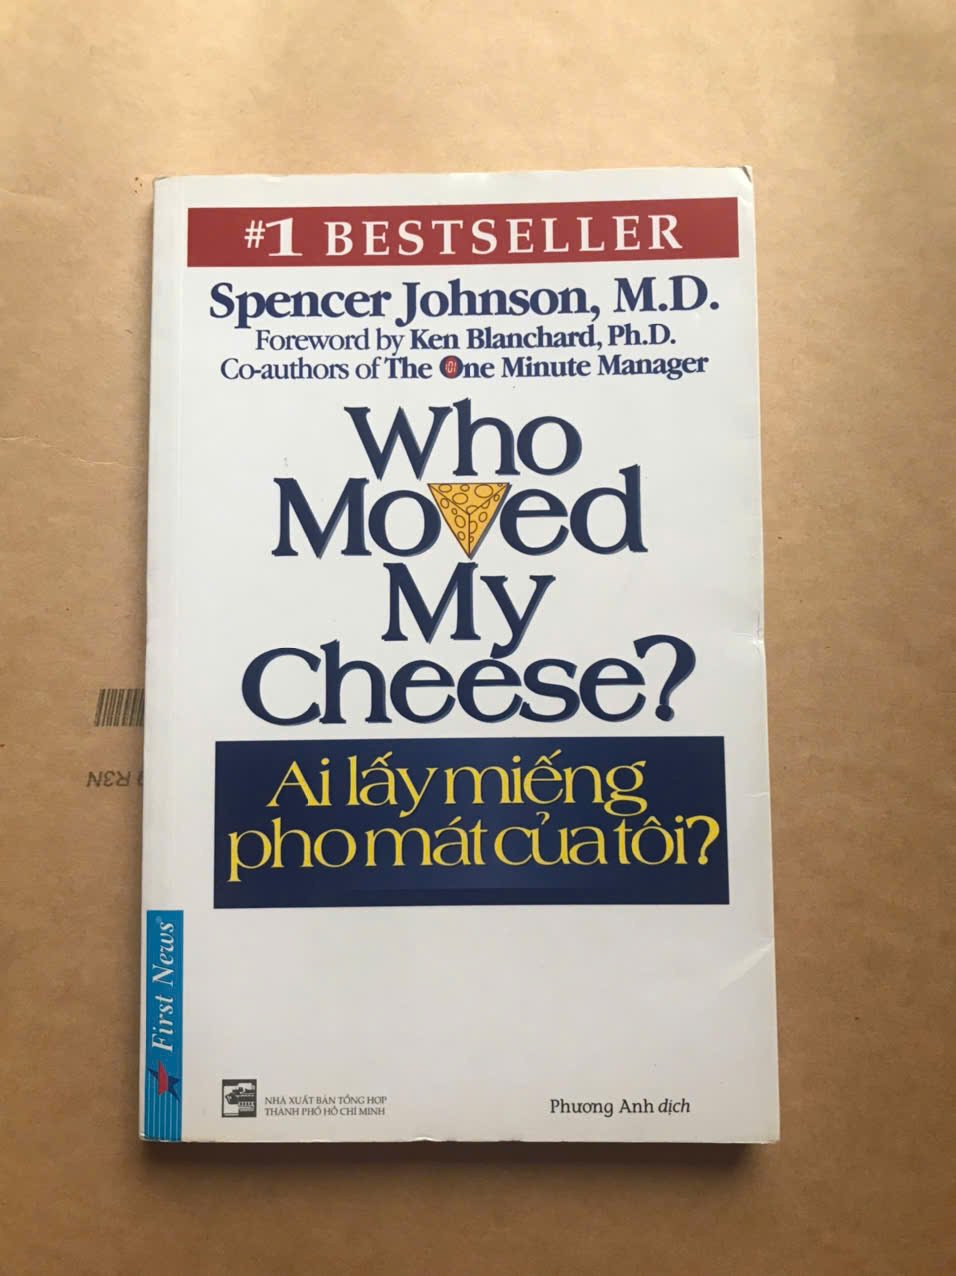 #1 BESTSELLER
Spencer Johnson, M.D.
Foreword by Ken Blanchard, Ph.D.
Co-authors of The One Minute Manager
Who
Moved
My
Cheese?
Ai lấy miếng
pho mát của tôi?
First News®
NHÀ XUẤT BẢN TỔNG HỢP
THÀNH PHỐ HỒ CHÍ MINH
Phương Anh dịch
R3N